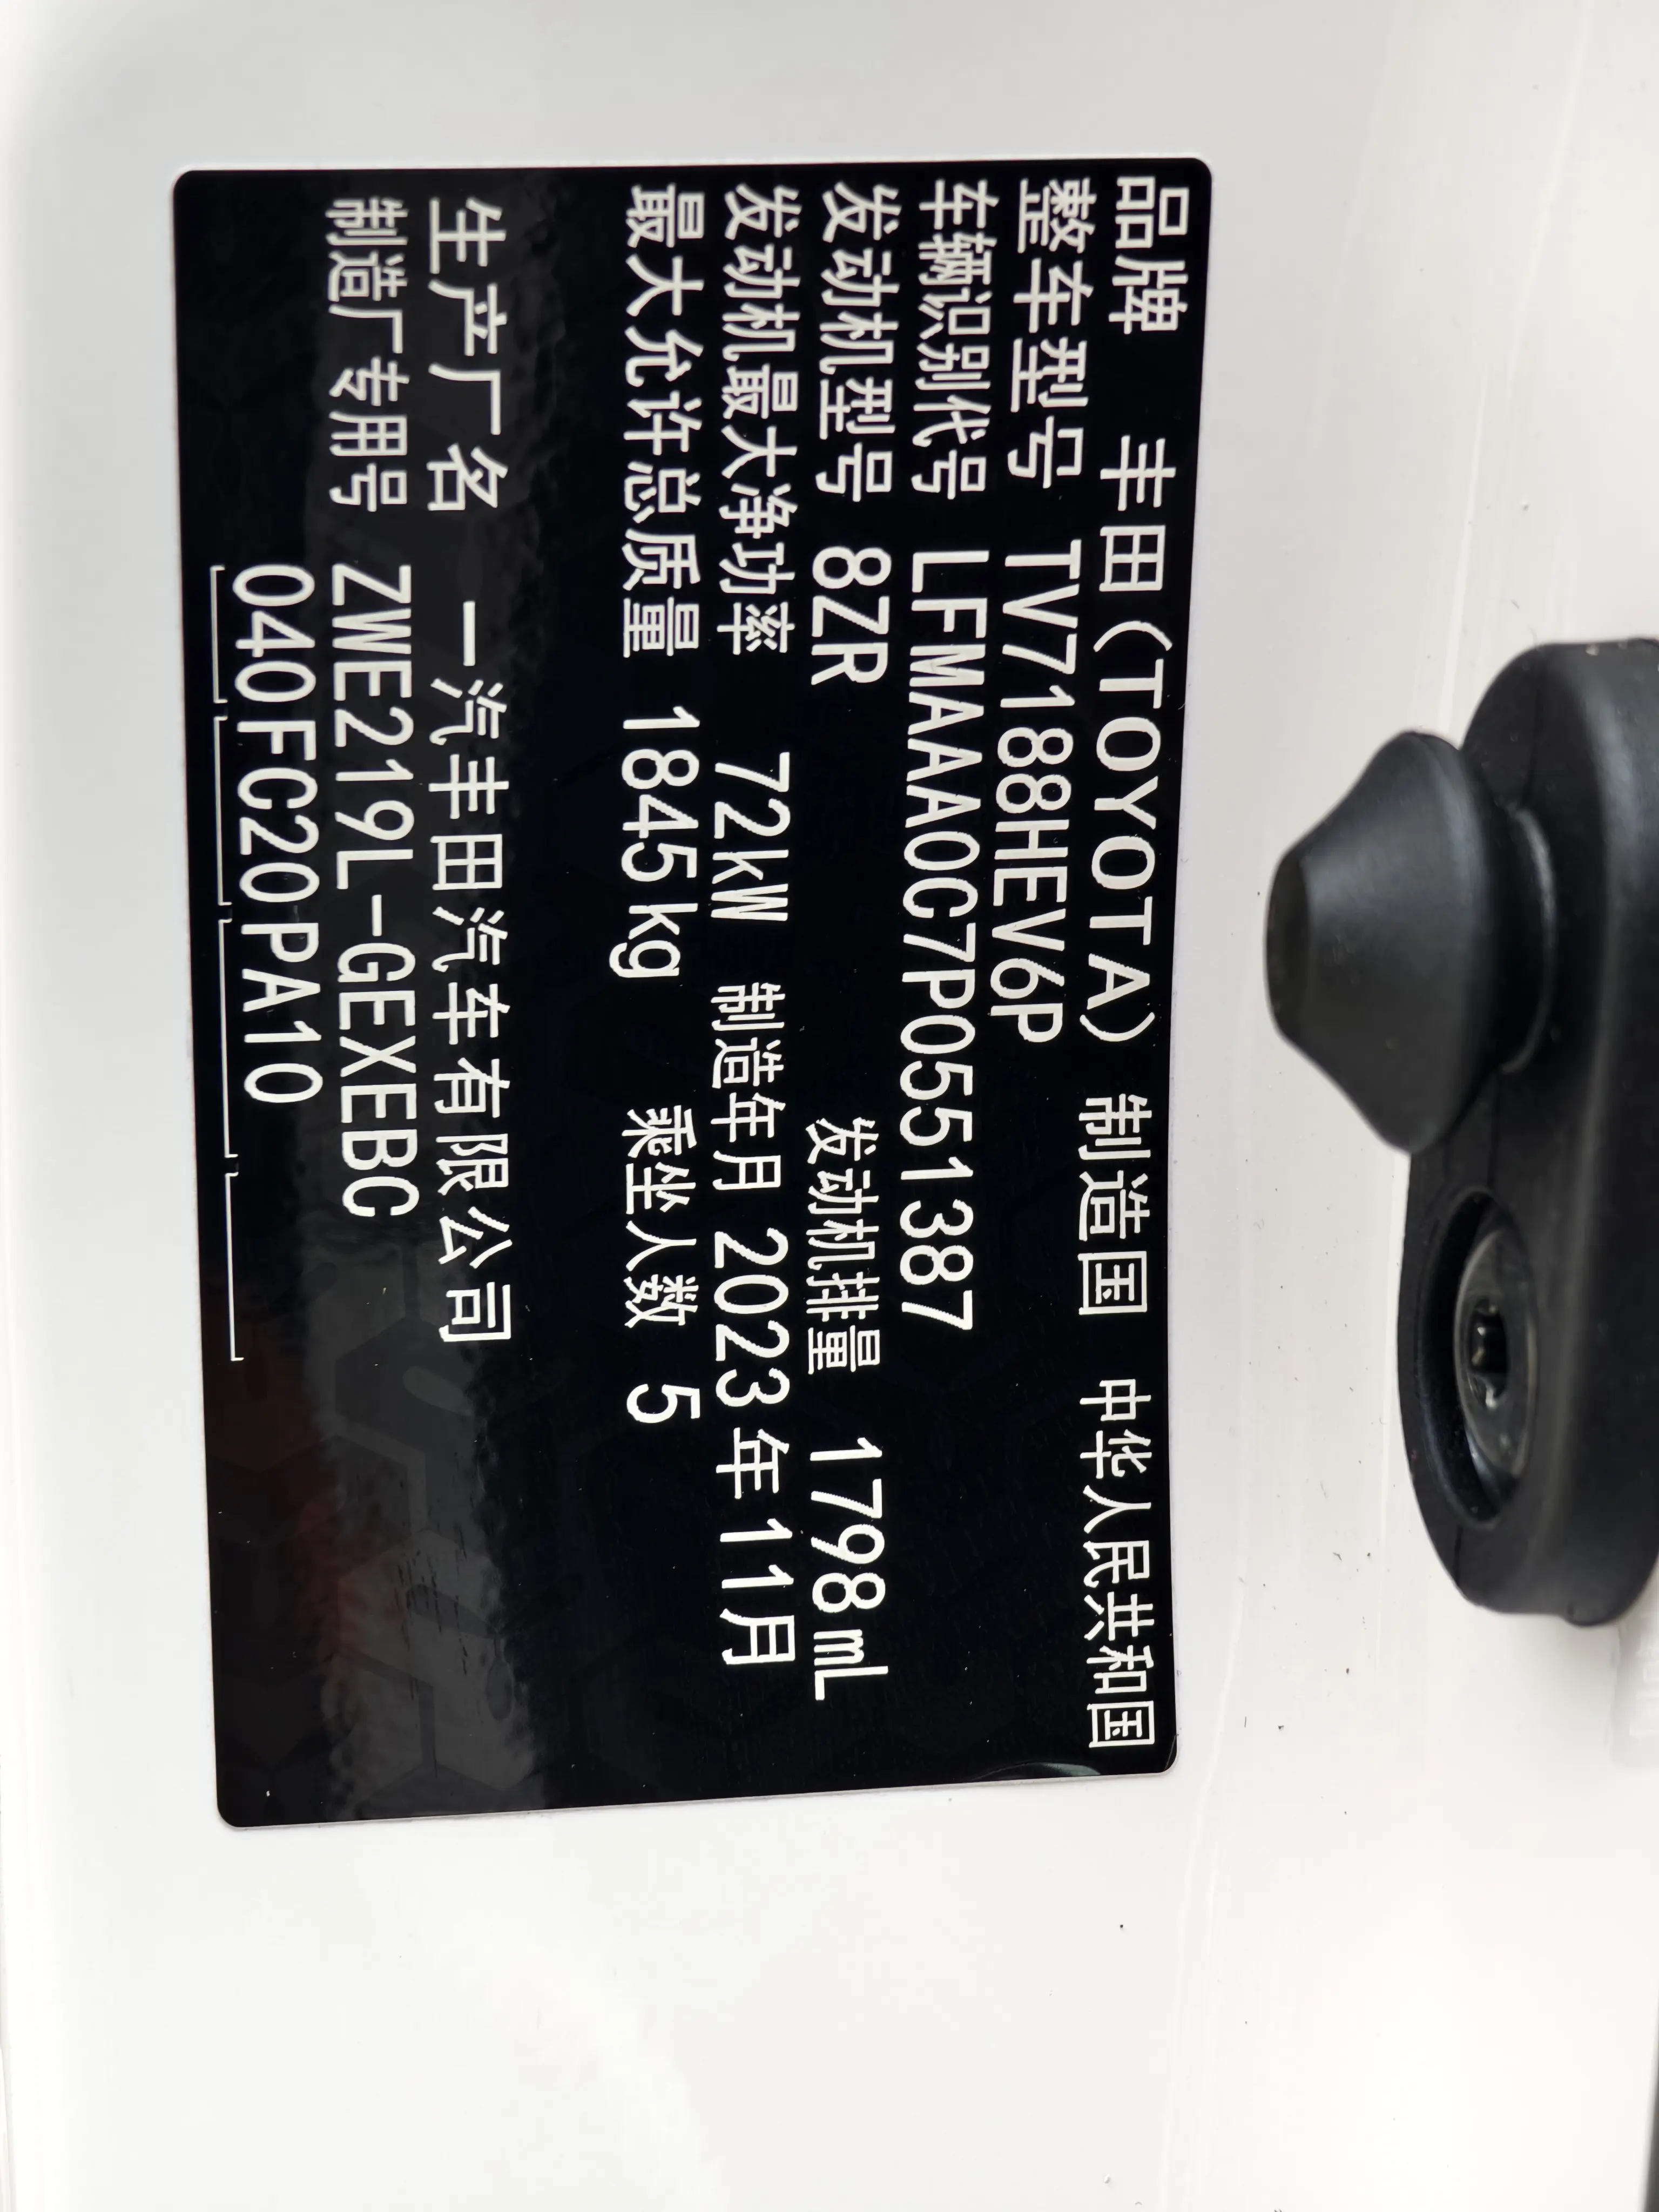 品牌 丰田(TOYOTA) 制造国 中华人民共和国
整车型号 TV7188HEV6P
车辆识别代号 LFMAAA0C7P0551387
发动机型号 8ZR 发动机排量 1798mL
发动机最大净功率 72kW 制造年月 2023年11月
最大允许总质量 1845kg 乘坐人数 5
生产厂名 一汽丰田汽车有限公司
制造厂专用号 ZWE219L-GEXEBC
040FC20PA10